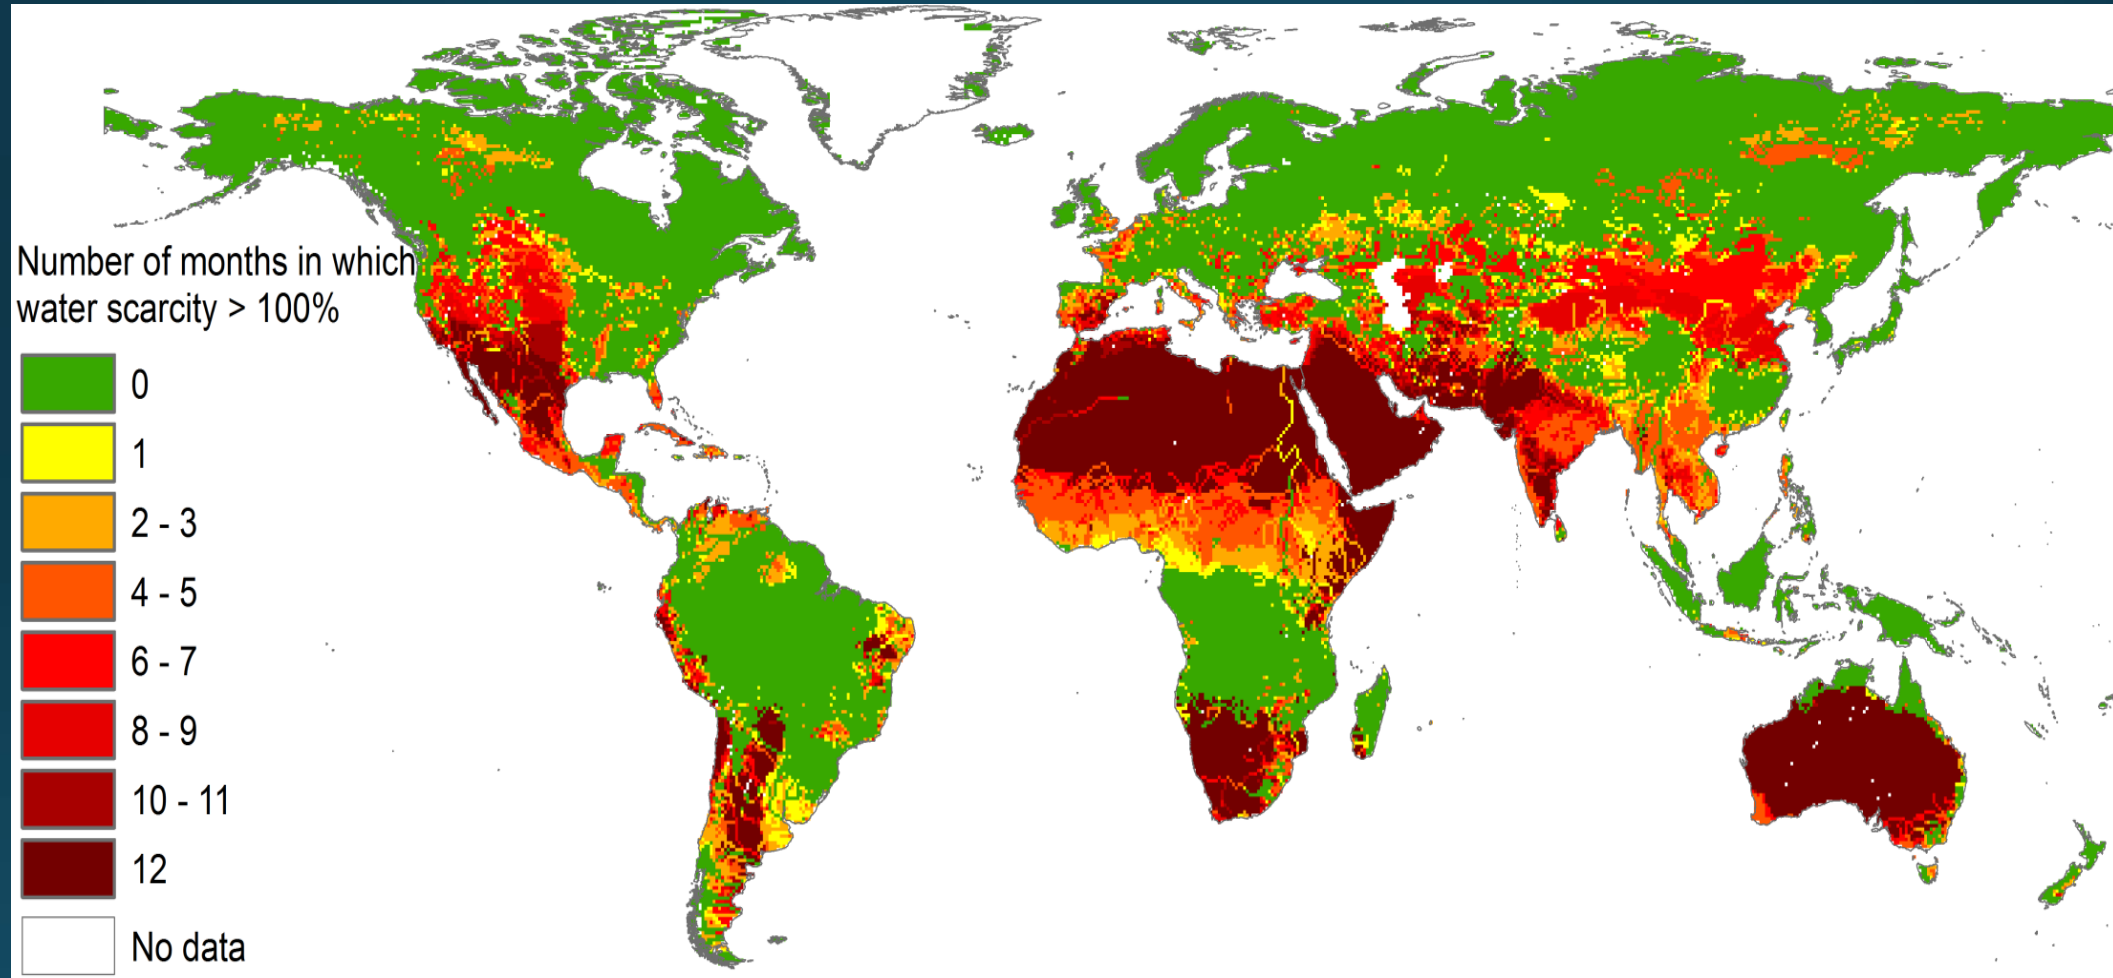 Number of months in which
water scarcity > 100%
0
1
2 - 3
4 - 5
6 - 7
8 - 9
10 - 11
12
No data